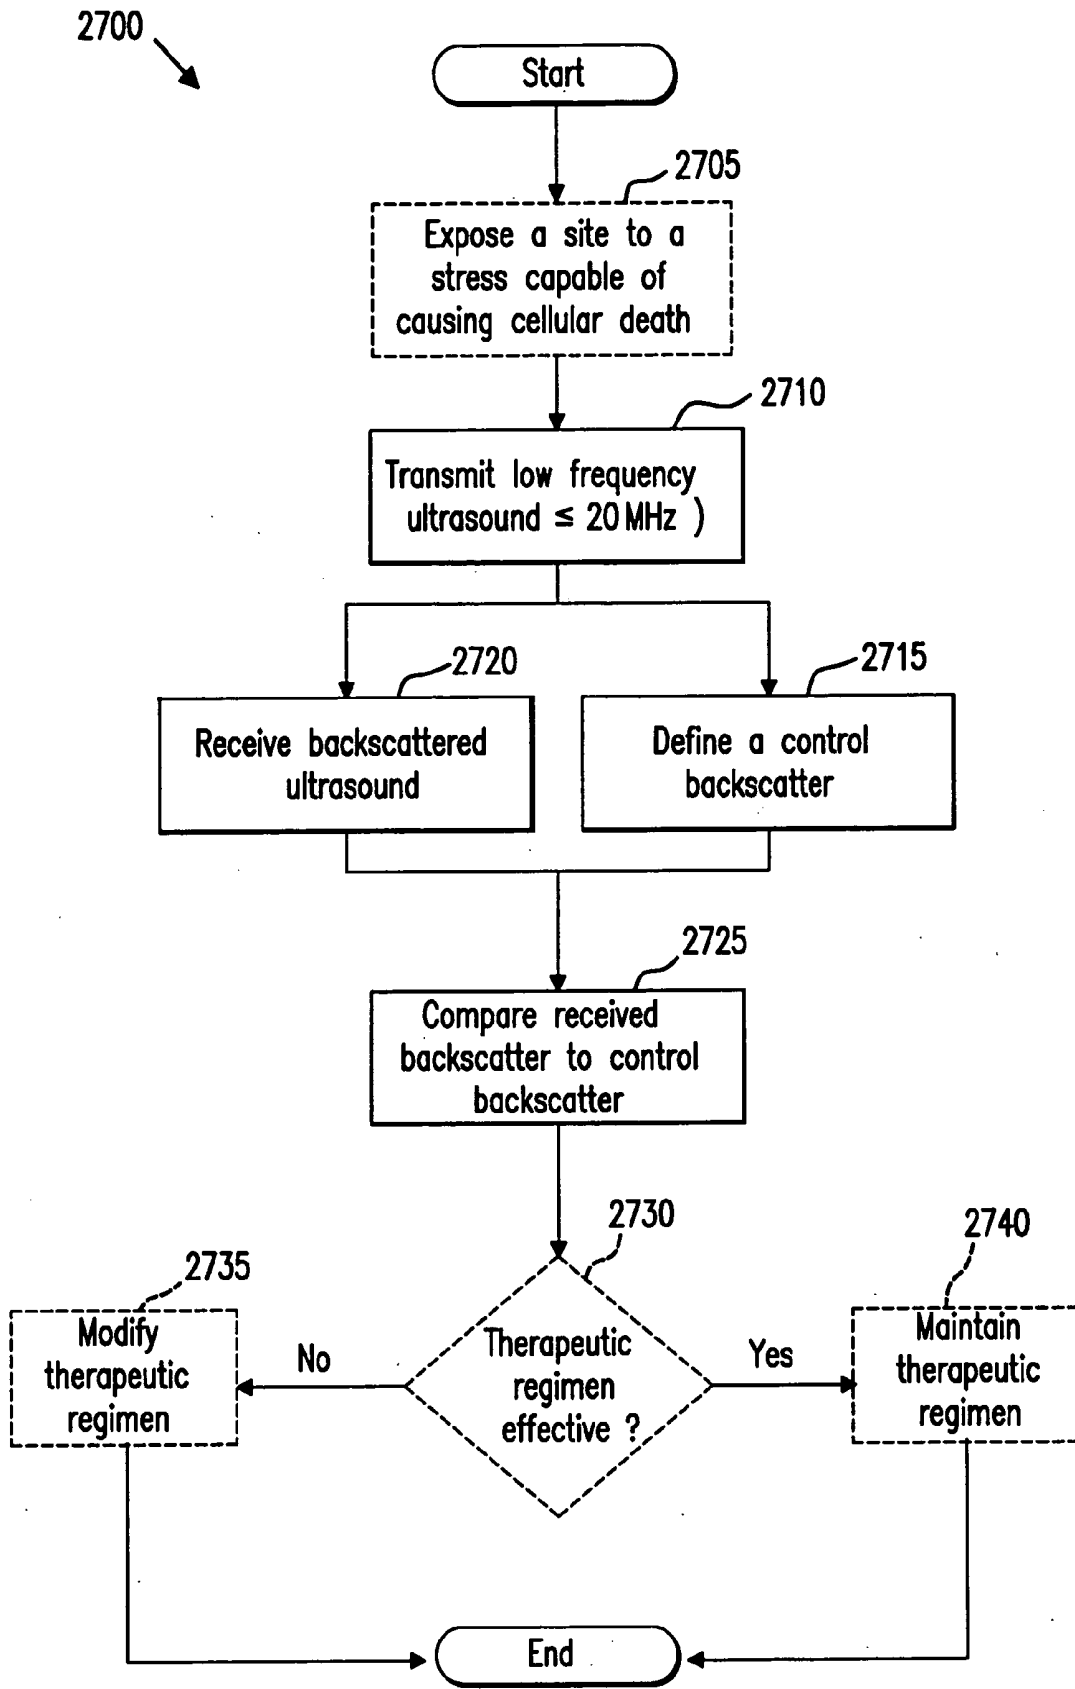 2700
Start
2705
Expose a site to a
stress capable of
causing cellular death
2710
Transmit low frequency
ultrasound ≤ 20 MHz )
2720
2715
Receive backscattered
ultrasound
Define a control
backscatter
2725
Compare received
backscatter to control
backscatter
2730
2740
2735
Modify
therapeutic
regimen
No
Therapeutic
regimen
effective ?
Yes
Maintain
therapeutic
regimen
End